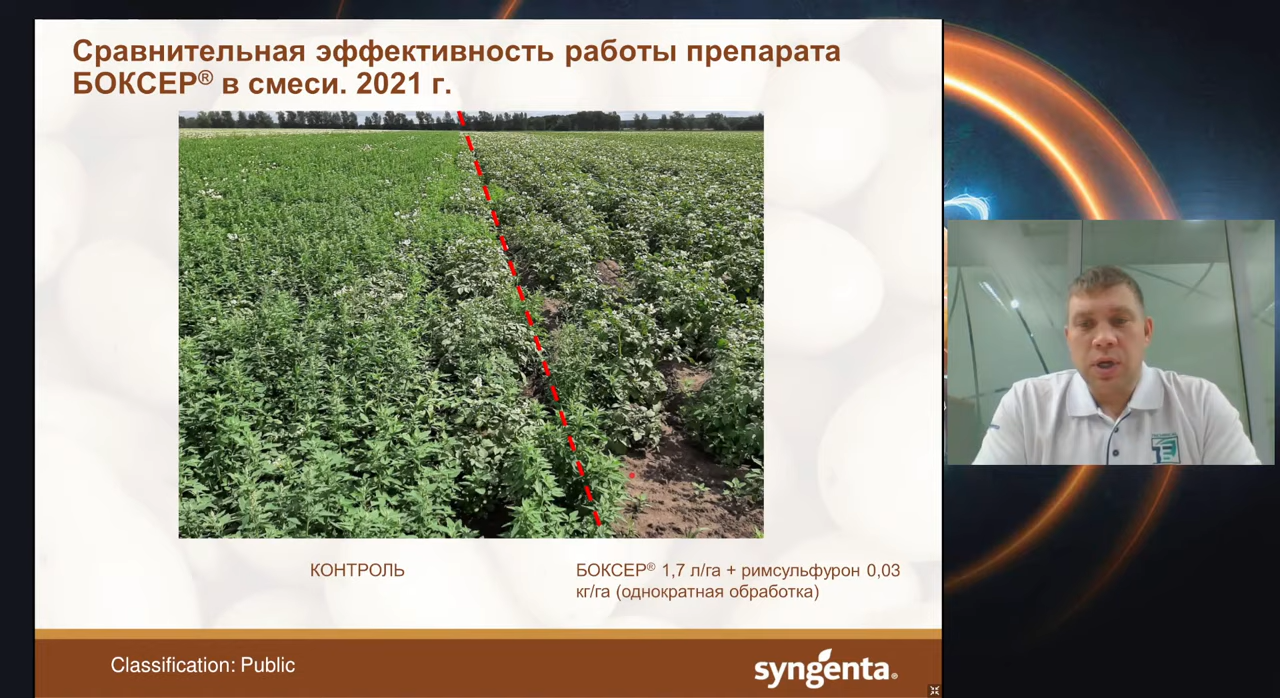 Сравнительная эффективность работы препарата
БОКСЕР® в смеси. 2021 г.
КОНТРОЛЬ
БОКСЕР® 1,7 л/га + римсульфурон 0,03
кг/га (однократная обработка)
Classification: Public
syngenta®